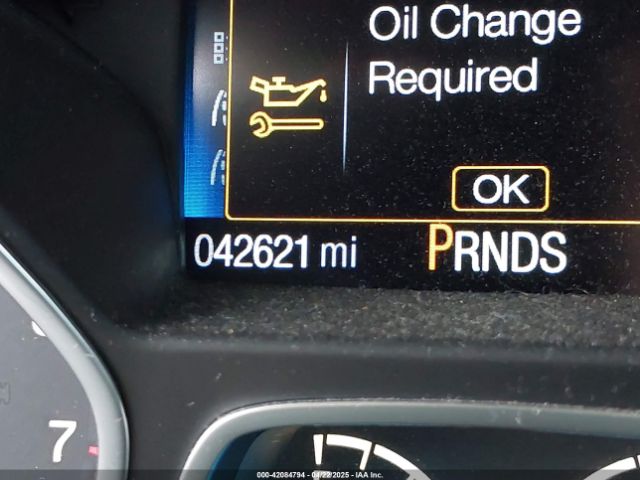 Oil Change
Required
OK
042621 mi
PRNDS
7
000-42084794 - 04/22/2025 - IAA Inc.